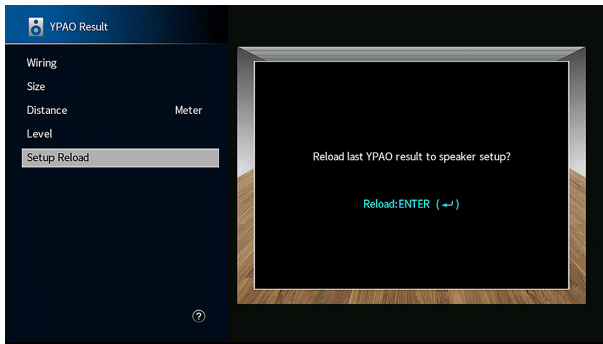 YPAO Result
Wiring
Size
Distance Meter
Level
Setup Reload
Reload last YPAO result to speaker setup?
Reload:ENTER (↵)
?